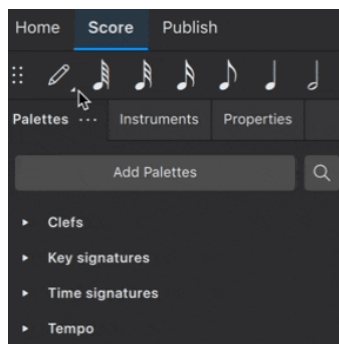 Home Score Publish
Palettes Instruments Properties
Add Palettes
Clefs
Key signatures
Time signatures
Tempo